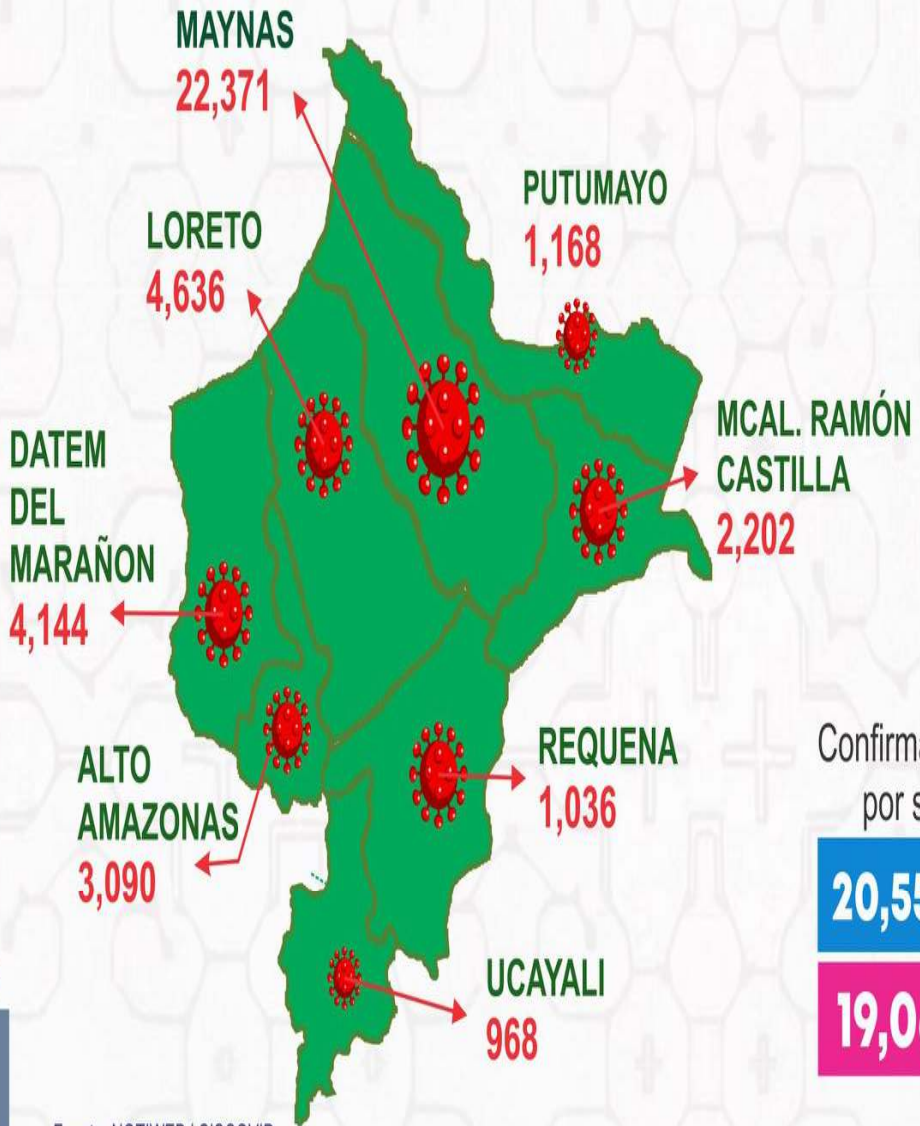 MAYNAS
22,371
PUTUMAYO
1,168
LORETO
4,636
MCAL. RAMÓN
CASTILLA
2,202
DATEM
DEL
MARAÑON
4,144
REQUENA
1,036
ALTO
AMAZONAS
3,090
UCAYALI
968
por